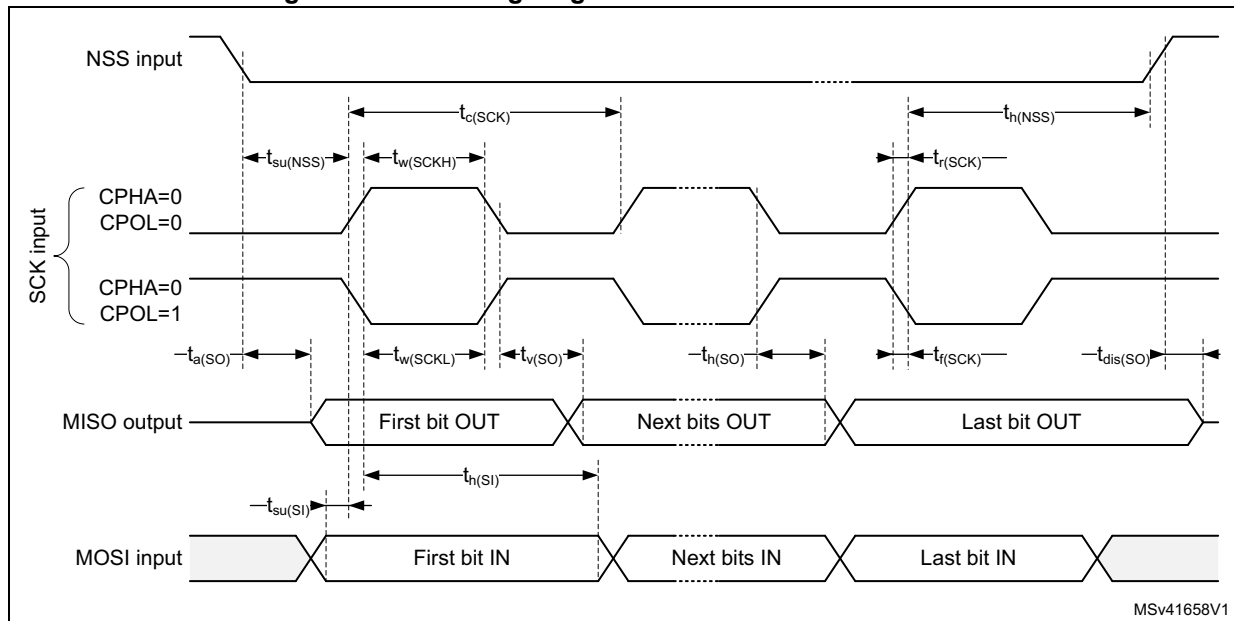 NSS input
tc(SCK)
th(NSS)
tsu(NSS)
tw(SCKH)
tr(SCK)
SCK input
CPHA=0
CPOL=0
CPHA=0
CPOL=1
ta(SO)
tw(SCKL)
tv(SO)
th(SO)
tf(SCK)
tdis(SO)
MISO output
First bit OUT
Next bits OUT
Last bit OUT
th(SI)
tsu(SI)
MOSI input
First bit IN
Next bits IN
Last bit IN
MSv41658V1